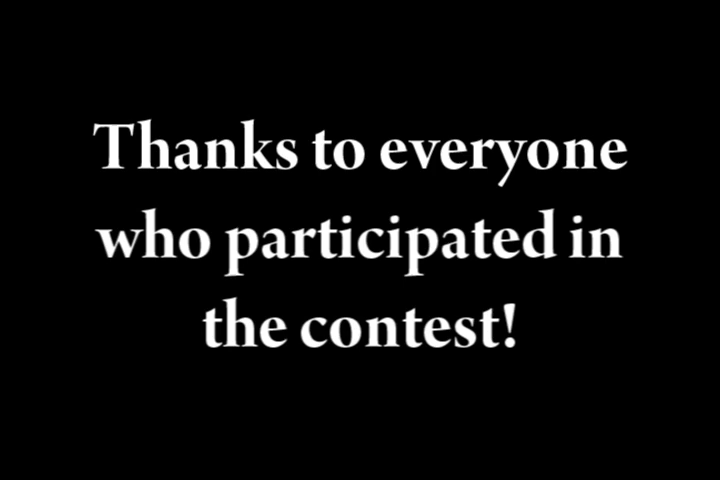 Thanks to everyone
who participated in
the contest!